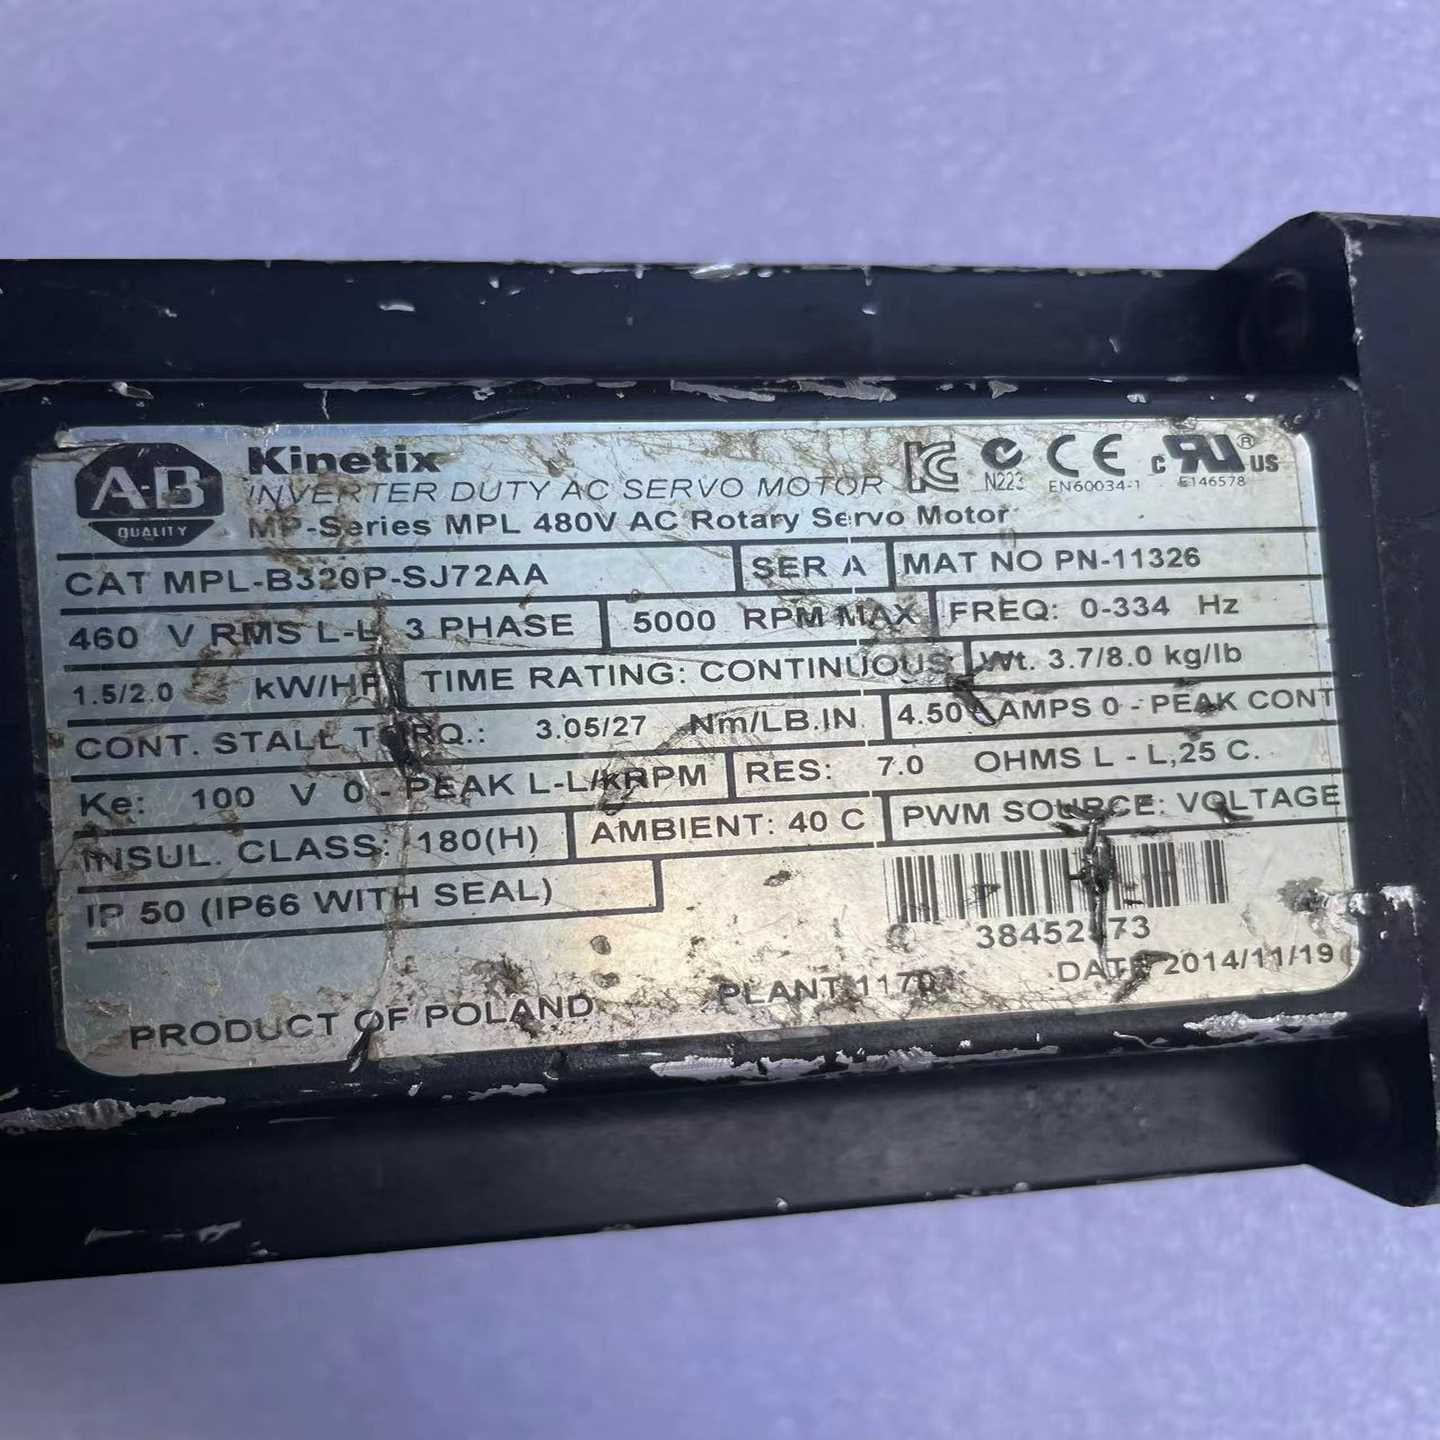 A-B
QUALITY
Kinetix
INVERTER DUTY AC SERVO MOTOR
MP-Series MPL 480V AC Rotary Servo Motor
N223
EN60034-1
c RU ® US
E146578
CAT MPL-B320P-SJ72AA SER A MAT NO PN-11326
460 V RMS L-L 3 PHASE 5000 RPM MAX FREQ: 0-334 Hz
1.5/2.0 kW/HP TIME RATING: CONTINUOUS Wt. 3.7/8.0 kg/lb
CONT. STALL TORQ.: 3.05/27 Nm/LB.IN. 4.50 AMPS 0 - PEAK CONT
Ke: 100 V 0 - PEAK L-L/kRPM RES: 7.0 OHMS L - L,25 C.
INSUL. CLASS: 180(H) AMBIENT: 40 C PWM SOURCE: VOLTAGE
IP 50 (IP66 WITH SEAL)
PRODUCT OF POLAND PLANT 1170 DATE 2014/11/19